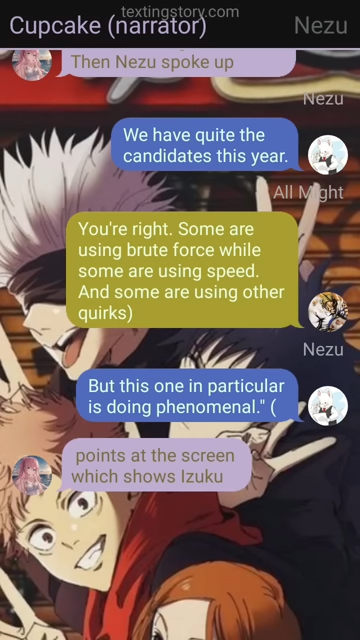 textingstory.com
Cupcake (narrator)
Nezu
Then Nezu spoke up
Nezu
We have quite the
candidates this year.
All Might
You're right. Some are
using brute force while
some are using speed.
And some are using other
quirks)
Nezu
But this one in particular
is doing phenomenal." (
points at the screen
which shows Izuku